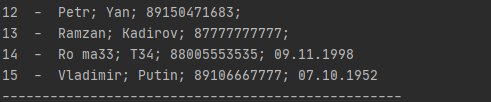 12  -  Petr; Yan; 89150471683;
13  -  Ramzan; Kadirov; 87777777777;
14  -  Ro ma33; T34; 88005553535; 09.11.1998
15  -  Vladimir; Putin; 89106667777; 07.10.1952
--------------------------------------------------